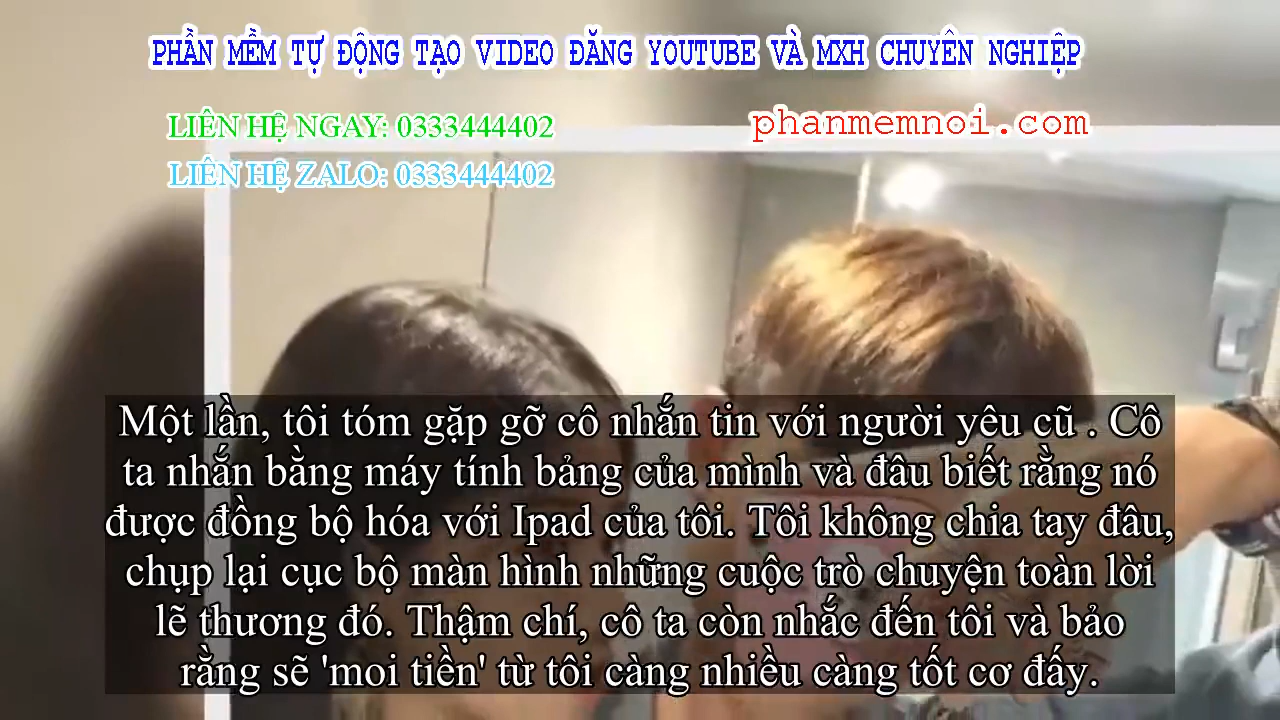 PHẦN MỀM TỰ ĐỘNG TẠO VIDEO ĐĂNG YOUTUBE VÀ MXH CHUYÊN NGHIỆP
LIÊN HỆ NGAY: 0333444402
phanmemnoi.com
LIÊN HỆ ZALO: 0333444402
Một lần, tôi tóm gặp gỡ cô nhắn tin với người yêu cũ . Cô
ta nhắn bằng máy tính bảng của mình và đâu biết rằng nó
được đồng bộ hóa với Ipad của tôi. Tôi không chia tay đâu,
chụp lại cục bộ màn hình những cuộc trò chuyện toàn lời
lẽ thương đó. Thậm chí, cô ta còn nhắc đến tôi và bảo
rằng sẽ 'moi tiền' từ tôi càng nhiều càng tốt cơ đấy.